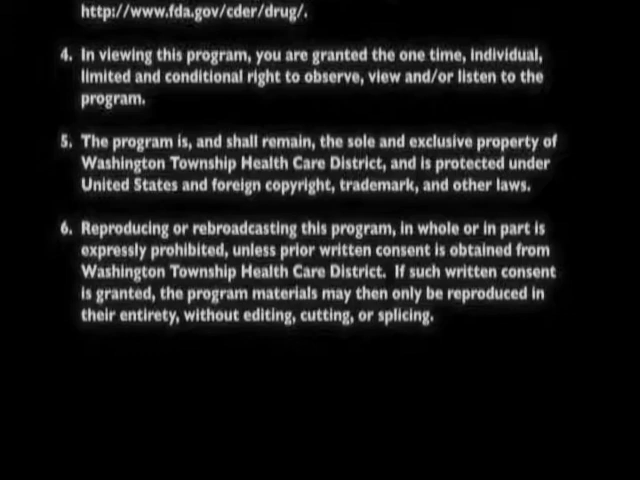 http://www.fda.gov/cder/drug/.
4. In viewing this program, you are granted the one time, individual,
limited and conditional right to observe, view and/or listen to the
program.
5. The program is, and shall remain, the sole and exclusive property of
Washington Township Health Care District, and is protected under
United States and foreign copyright, trademark, and other laws.
6. Reproducing or rebroadcasting this program, in whole or in part is
expressly prohibited, unless prior written consent is obtained from
Washington Township Health Care District. If such written consent
is granted, the program materials may then only be reproduced in
their entirety, without editing, cutting, or splicing.